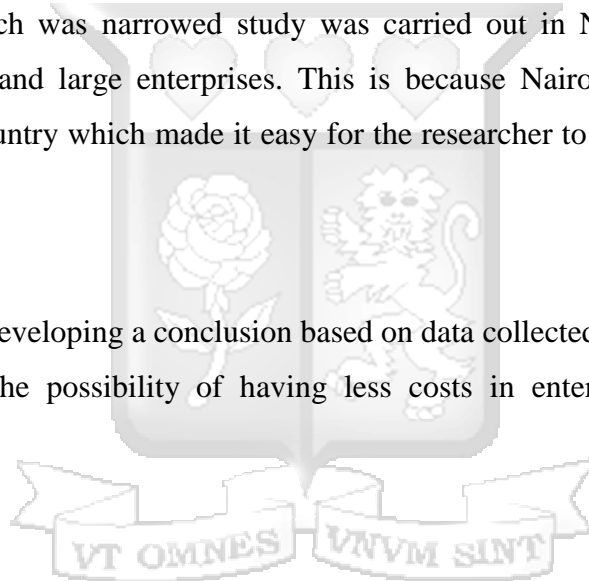 ch was narrowed study was carried out in N
and large enterprises. This is because Nairo
untry which made it easy for the researcher to
eveloping a conclusion based on data collected
he possibility of having less costs in enter
VT OMNES VNVM SINT